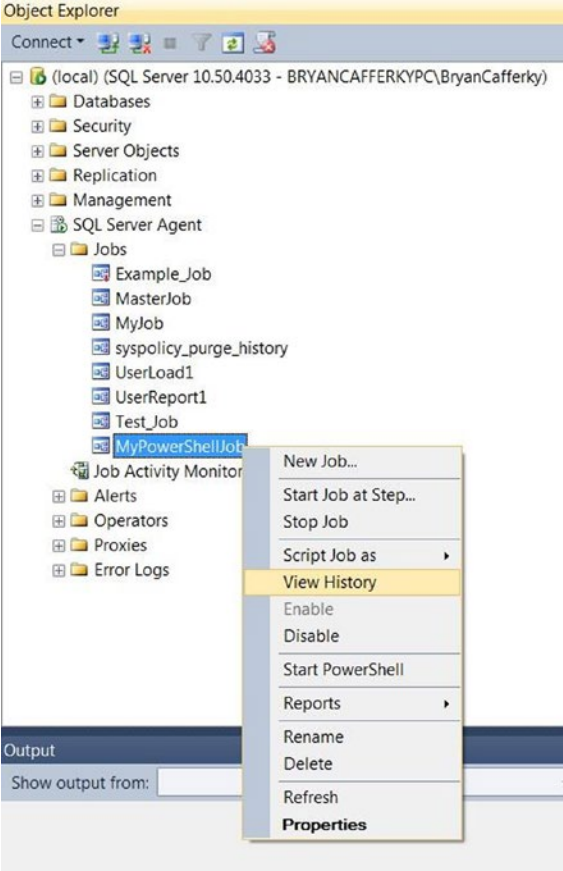 Object Explorer
Connect
(local) (SQL Server 10.50.4033 - BRYANCAFFERKYPC\BryanCafferky)
Databases
Security
Server Objects
Replication
Management
SQL Server Agent
Jobs
Example_Job
MasterJob
MyJob
syspolicy_purge_history
UserLoad1
UserReport1
Test_Job
MyPowerShellJob
Job Activity Monitor
Alerts
Operators
Proxies
Error Logs
New Job...
Start Job at Step...
Stop Job
Script Job as
View History
Enable
Disable
Start PowerShell
Reports
Rename
Delete
Refresh
Properties
Output
Show output from: